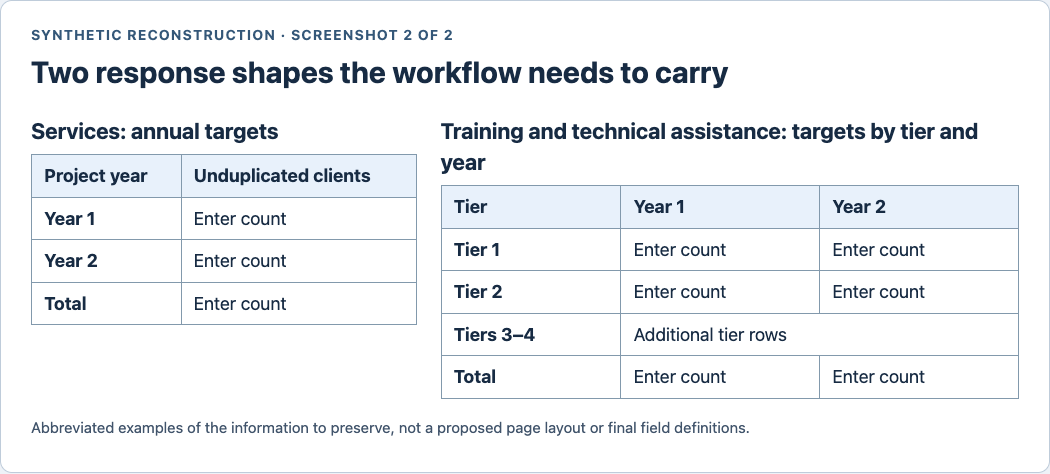 SYNTHETIC RECONSTRUCTION · SCREENSHOT 2 OF 2
Two response shapes the workflow needs to carry
Services: annual targets
Project year Unduplicated clients
Year 1 Enter count
Year 2 Enter count
Total Enter count
Training and technical assistance: targets by tier and
year
Tier Year 1 Year 2
Tier 1 Enter count Enter count
Tier 2 Enter count Enter count
Tiers 3–4 Additional tier rows
Total Enter count Enter count
Abbreviated examples of the information to preserve, not a proposed page layout or final field definitions.